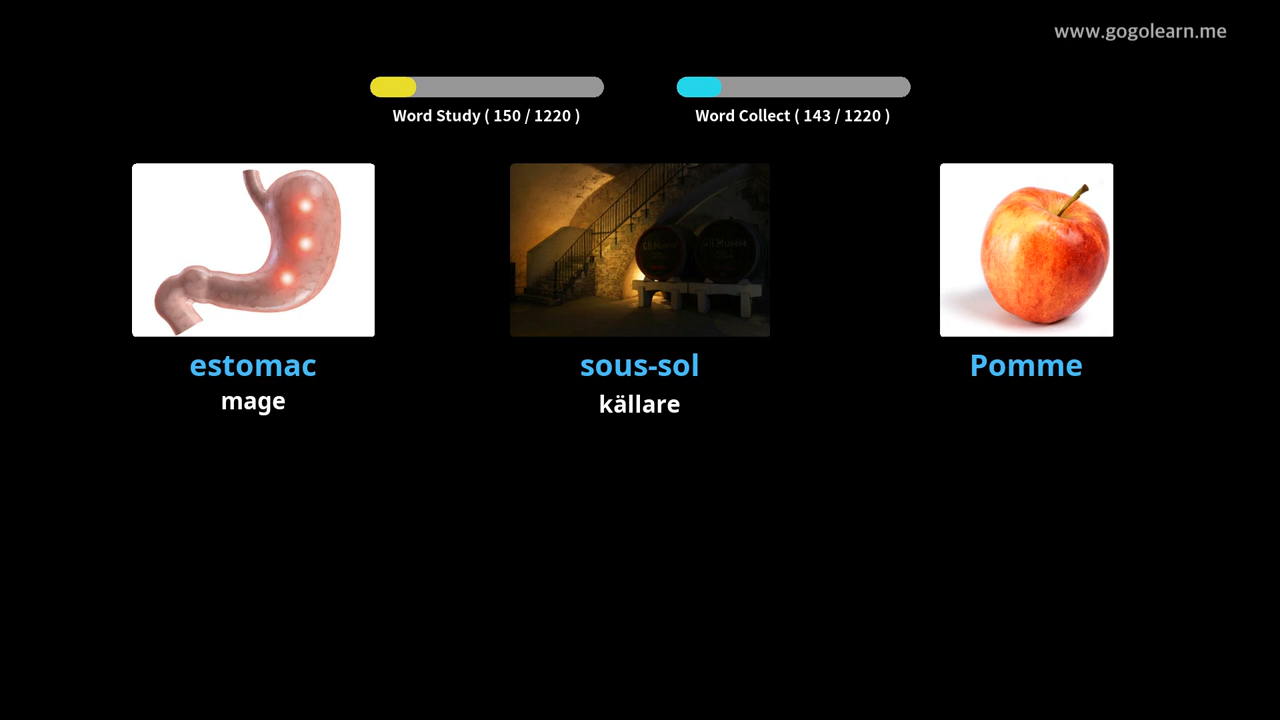 www.gogolearn.me
Word Study ( 150 / 1220 )
Word Collect ( 143 / 1220 )
estomac
mage
sous-sol
källare
Pomme